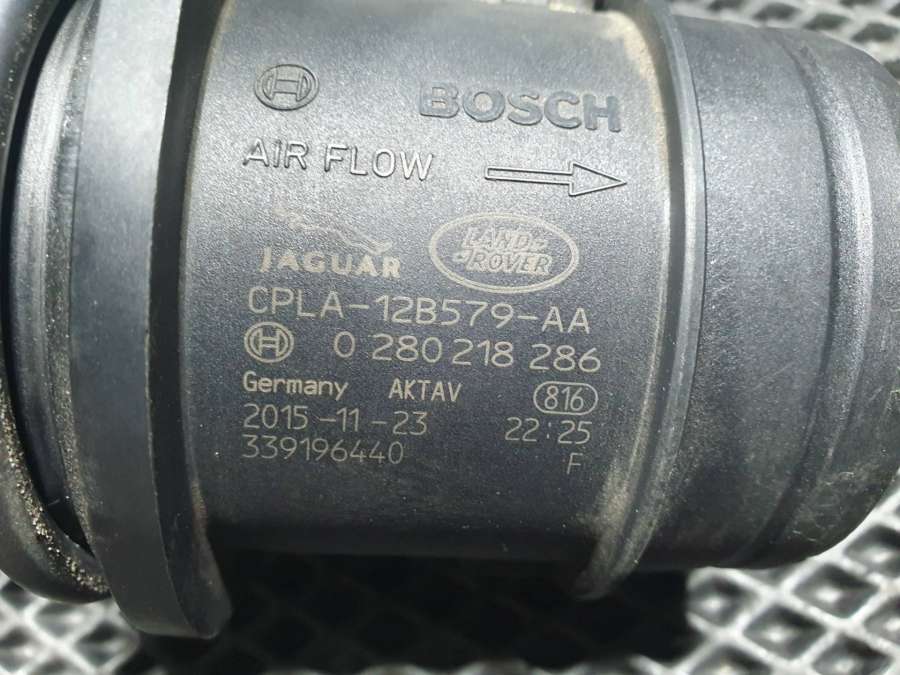 BOSCH
AIR FLOW
JAGUAR
LAND-
ROVER
CPLA-12B579-AA
0 280 218 286
Germany AKTAV 816
2015-11-23 22:25
339196440 F